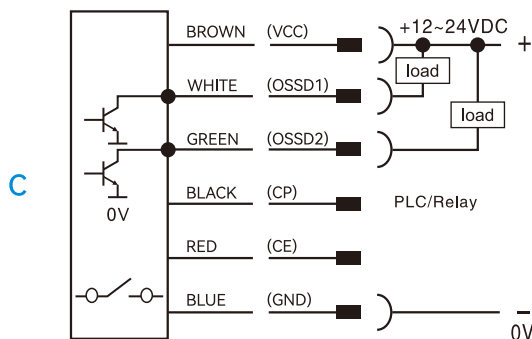 BROWN (VCC) +12~24VDC +
load
WHITE (OSSD1)
load
GREEN (OSSD2)
C
BLACK (CP) PLC/Relay
0V
RED (CE)
BLUE (GND) −
0V